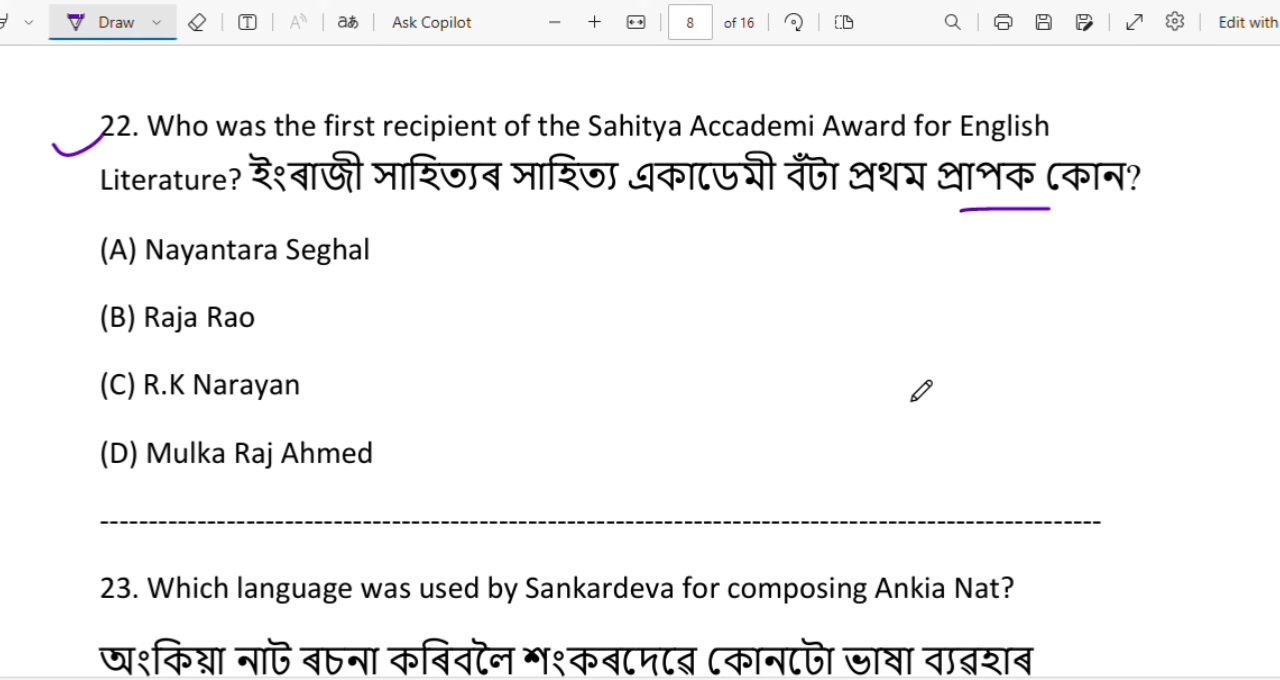 Draw aあ Ask Copilot 8 of 16 Edit with
22. Who was the first recipient of the Sahitya Accademi Award for English
Literature? ইংৰাজী সাহিত্যৰ সাহিত্য একাডেমী বঁটা প্ৰথম প্ৰাপক কোন?
(A) Nayantara Seghal
(B) Raja Rao
(C) R.K Narayan
(D) Mulka Raj Ahmed
--------------------------------------------------------------------------------------------------
23. Which language was used by Sankardeva for composing Ankia Nat?
অংকিয়া নাট ৰচনা কৰিবলৈ শংকৰদেৱে কোনটো ভাষা ব্যৱহাৰ